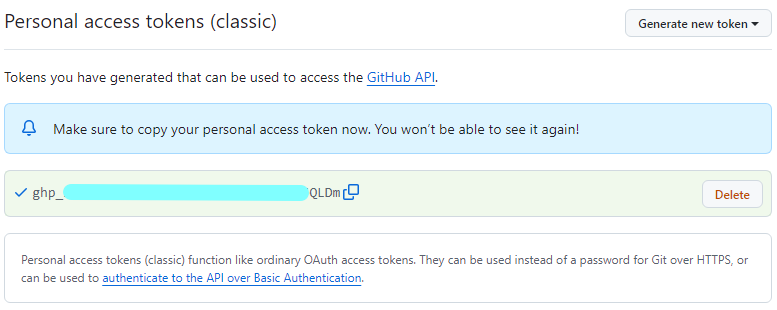 Personal access tokens (classic)
Generate new token
Tokens you have generated that can be used to access the GitHub API.
Make sure to copy your personal access token now. You won't be able to see it again!
ghp_ QLDm
Delete
Personal access tokens (classic) function like ordinary OAuth access tokens. They can be used instead of a password for Git over HTTPS, or
can be used to authenticate to the API over Basic Authentication.